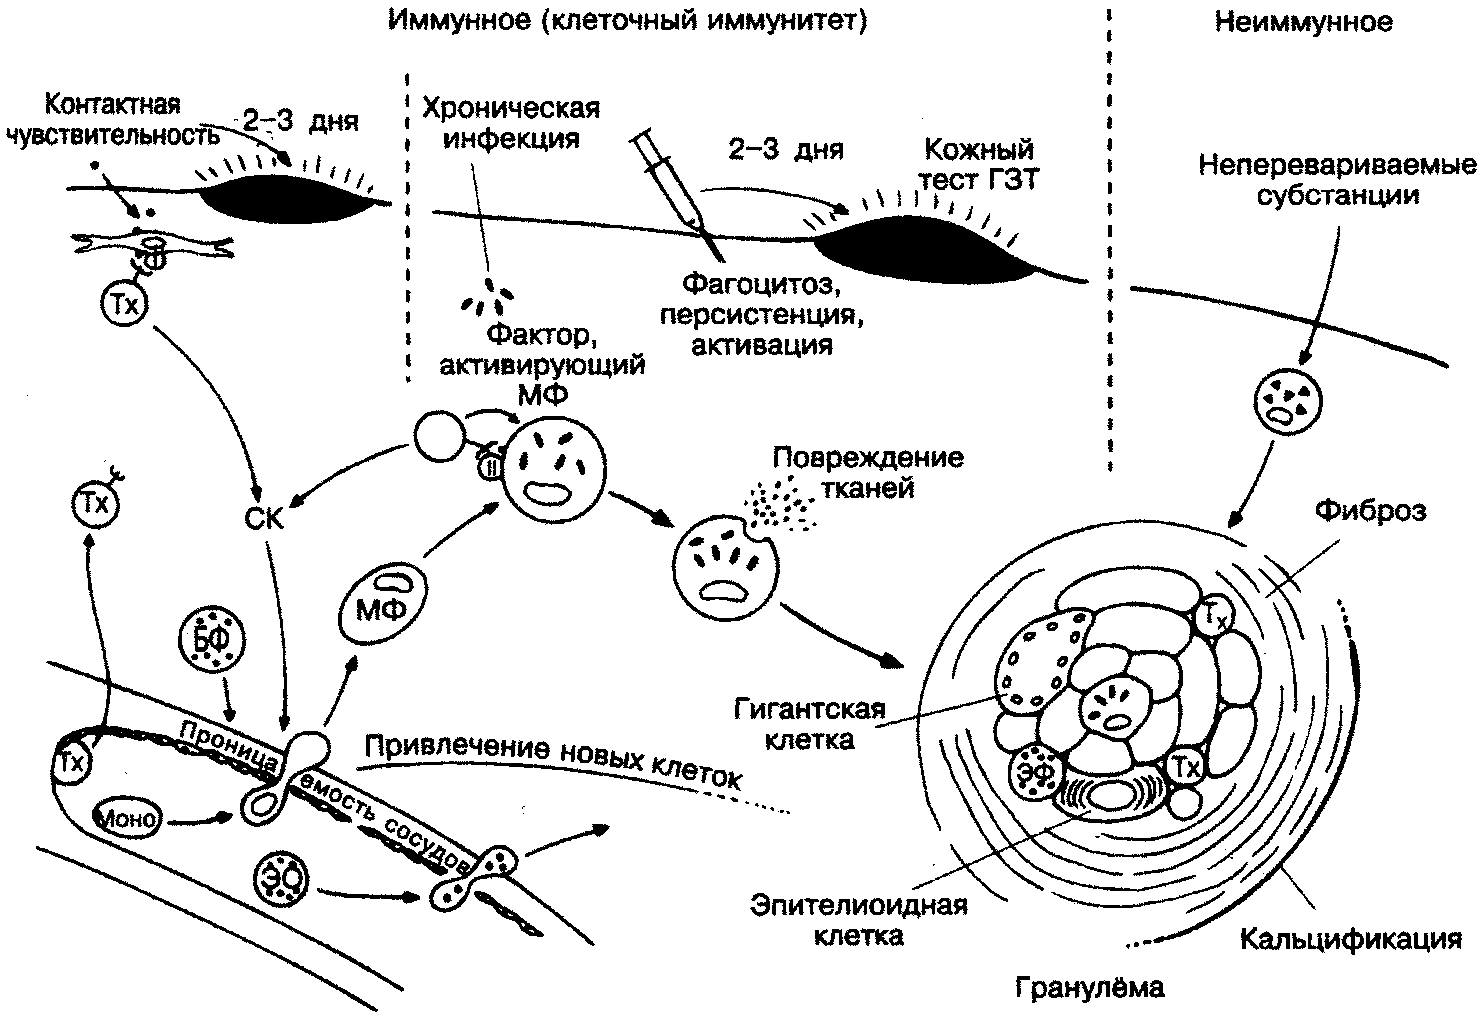 Иммунное (клеточный иммунитет)
Неиммунное
Контактная
чувствительность
2–3 дня
Хроническая
инфекция
2–3 дня
Кожный
тест ГЗТ
Неперевариваемые
субстанции
Ф
Тх
Фагоцитоз,
персистенция,
активация
Фактор,
активирующий
МФ
II
Повреждение
тканей
Тх
СК
Фиброз
МФ
БФ
Тх
Гигантская
клетка
Проница
емость сосудов
Привлечение новых клеток
Тх
ЭФ
Тх
Моно
ЭО
Эпителиоидная
клетка
Кальцификация
Гранулёма